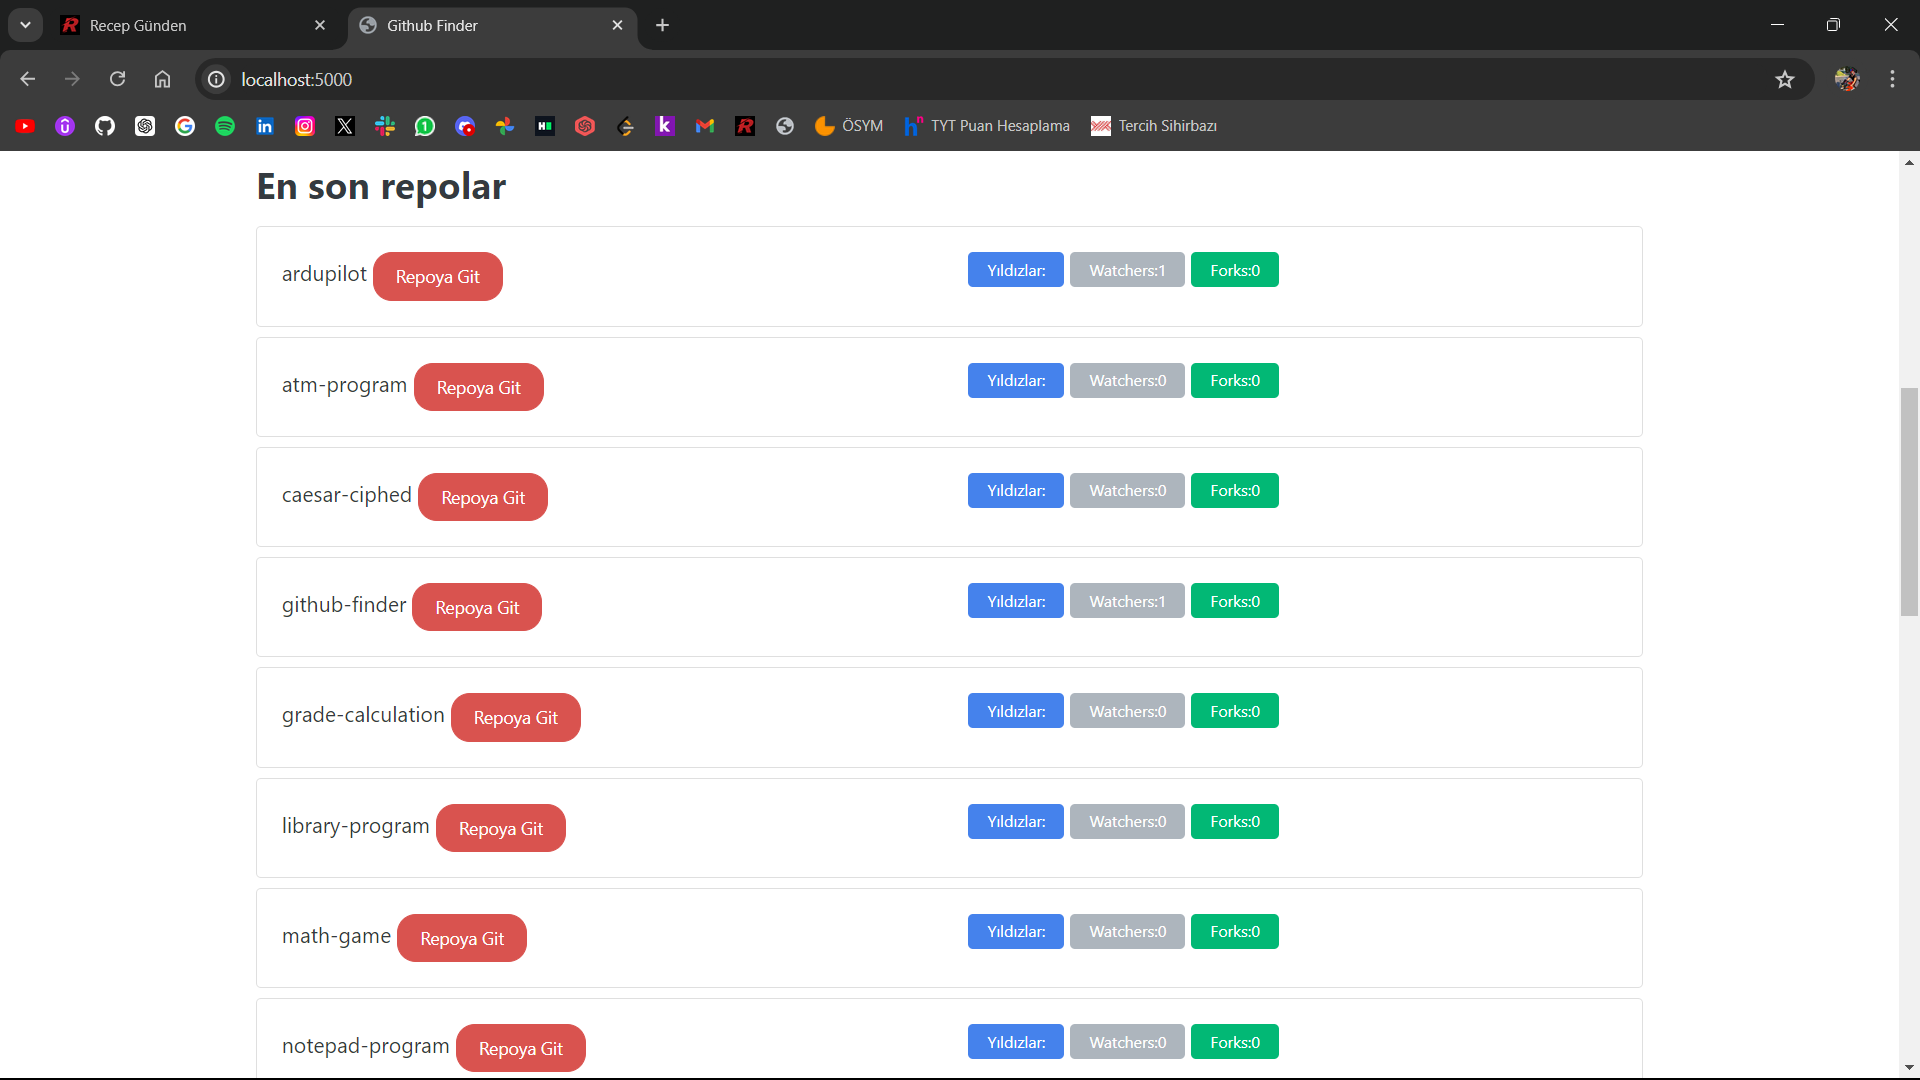 Recep Günden
Github Finder
localhost:5000
ÖSYM
TYT Puan Hesaplama
Tercih Sihirbazı
En son repolar
ardupilot Repoya Git Yıldızlar: Watchers:1 Forks:0
atm-program Repoya Git Yıldızlar: Watchers:0 Forks:0
caesar-ciphed Repoya Git Yıldızlar: Watchers:0 Forks:0
github-finder Repoya Git Yıldızlar: Watchers:1 Forks:0
grade-calculation Repoya Git Yıldızlar: Watchers:0 Forks:0
library-program Repoya Git Yıldızlar: Watchers:0 Forks:0
math-game Repoya Git Yıldızlar: Watchers:0 Forks:0
notepad-program Repoya Git Yıldızlar: Watchers:0 Forks:0